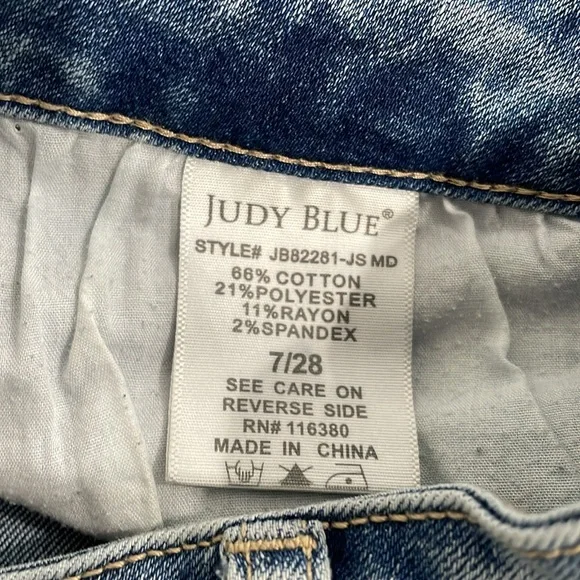 JUDY BLUE®
STYLE# JB82281-JS MD
66% COTTON
21%POLYESTER
11%RAYON
2%SPANDEX
7/28
SEE CARE ON
REVERSE SIDE
RN# 116380
MADE IN CHINA